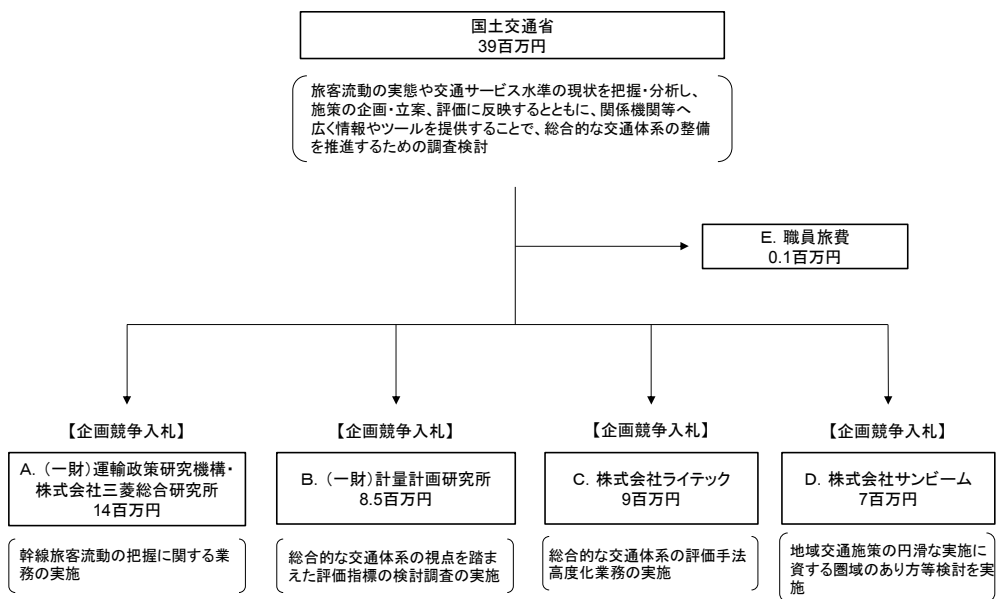 国土交通省
39百万円
旅客流動の実態や交通サービス水準の現状を把握・分析し、
施策の企画・立案、評価に反映するとともに、関係機関等へ
広く情報やツールを提供することで、総合的な交通体系の整備
を推進するための調査検討
E. 職員旅費
0.1百万円
【企画競争入札】
【企画競争入札】
【企画競争入札】
【企画競争入札】
A. (一財)運輸政策研究機構・
株式会社三菱総合研究所
14百万円
B. (一財)計量計画研究所
8.5百万円
C. 株式会社ライテック
9百万円
D. 株式会社サンビーム
7百万円
幹線旅客流動の把握に関する業
務の実施
総合的な交通体系の視点を踏ま
えた評価指標の検討調査の実施
総合的な交通体系の評価手法
高度化業務の実施
地域交通施策の円滑な実施に
資する圏域のあり方等検討を実
施